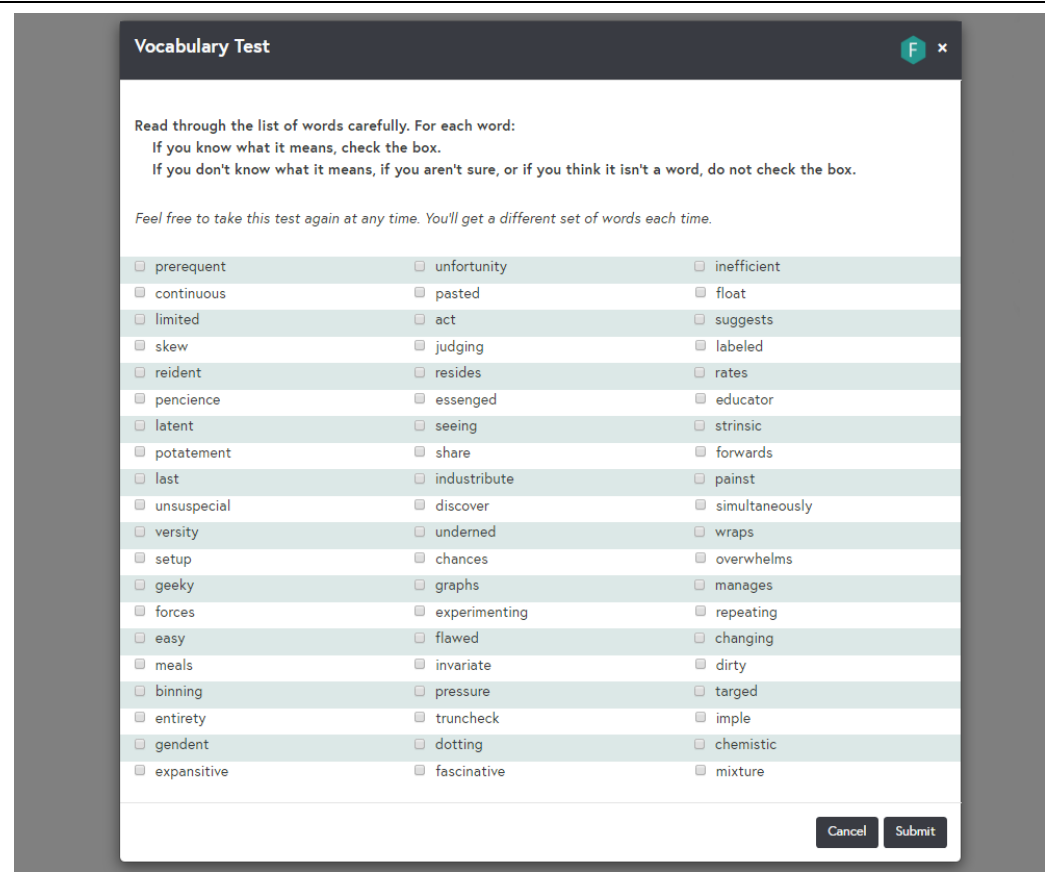 Vocabulary Test
F ×
Read through the list of words carefully. For each word:
If you know what it means, check the box.
If you don't know what it means, if you aren't sure, or if you think it isn't a word, do not check the box.
Feel free to take this test again at any time. You'll get a different set of words each time.
prerequent unfortunity inefficient
continuous pasted float
limited act suggests
skew judging labeled
reident resides rates
pencience essenged educator
latent seeing strinsic
potatement share forwards
last industribute painst
unsuspecial discover simultaneously
versity underned wraps
setup chances overwhelms
geeky graphs manages
forces experimenting repeating
easy flawed changing
meals invariate dirty
binning pressure targed
entirety truncheck imple
gendent dotting chemistic
expansitive fascinative mixture
Cancel Submit